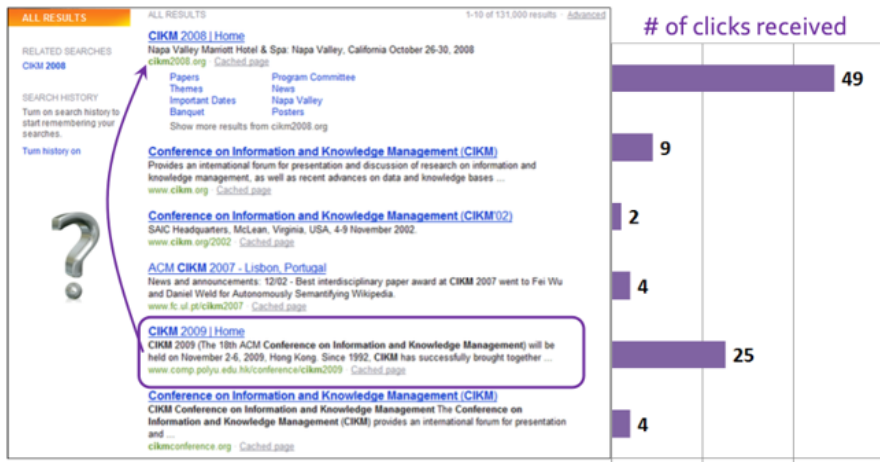 ALL RESULTS
RELATED SEARCHES
CIKM 2008
SEARCH HISTORY
Turn on search history to
start remembering your
searches.
Turn history on
ALL RESULTS
1-10 of 131,000 results · Advanced
CIKM 2008 | Home
Napa Valley Marriott Hotel & Spa: Napa Valley, California October 26-30, 2008
cikm2008.org · Cached page
Papers Program Committee
Themes News
Important Dates Napa Valley
Banquet Posters
Show more results from cikm2008.org
Conference on Information and Knowledge Management (CIKM)
Provides an international forum for presentation and discussion of research on information and
knowledge management, as well as recent advances on data and knowledge bases ...
www.cikm.org · Cached page
Conference on Information and Knowledge Management (CIKM'02)
SAIC Headquarters, McLean, Virginia, USA, 4-9 November 2002.
www.cikm.org/2002 · Cached page
ACM CIKM 2007 - Lisbon, Portugal
News and announcements: 12/02 - Best interdisciplinary paper award at CIKM 2007 went to Fei Wu
and Daniel Weld for Autonomously Semantifying Wikipedia.
www.fc.ul.pt/cikm2007 · Cached page
CIKM 2009 | Home
CIKM 2009 (The 18th ACM Conference on Information and Knowledge Management) will be
held on November 2-6, 2009, Hong Kong. Since 1992, CIKM has successfully brought together ...
www.comp.polyu.edu.hk/conference/cikm2009 · Cached page
Conference on Information and Knowledge Management (CIKM)
CIKM Conference on Information and Knowledge Management The Conference on
Information and Knowledge Management (CIKM) provides an international forum for presentation
and ...
cikmconference.org · Cached page
# of clicks received
49
9
2
4
25
4
?